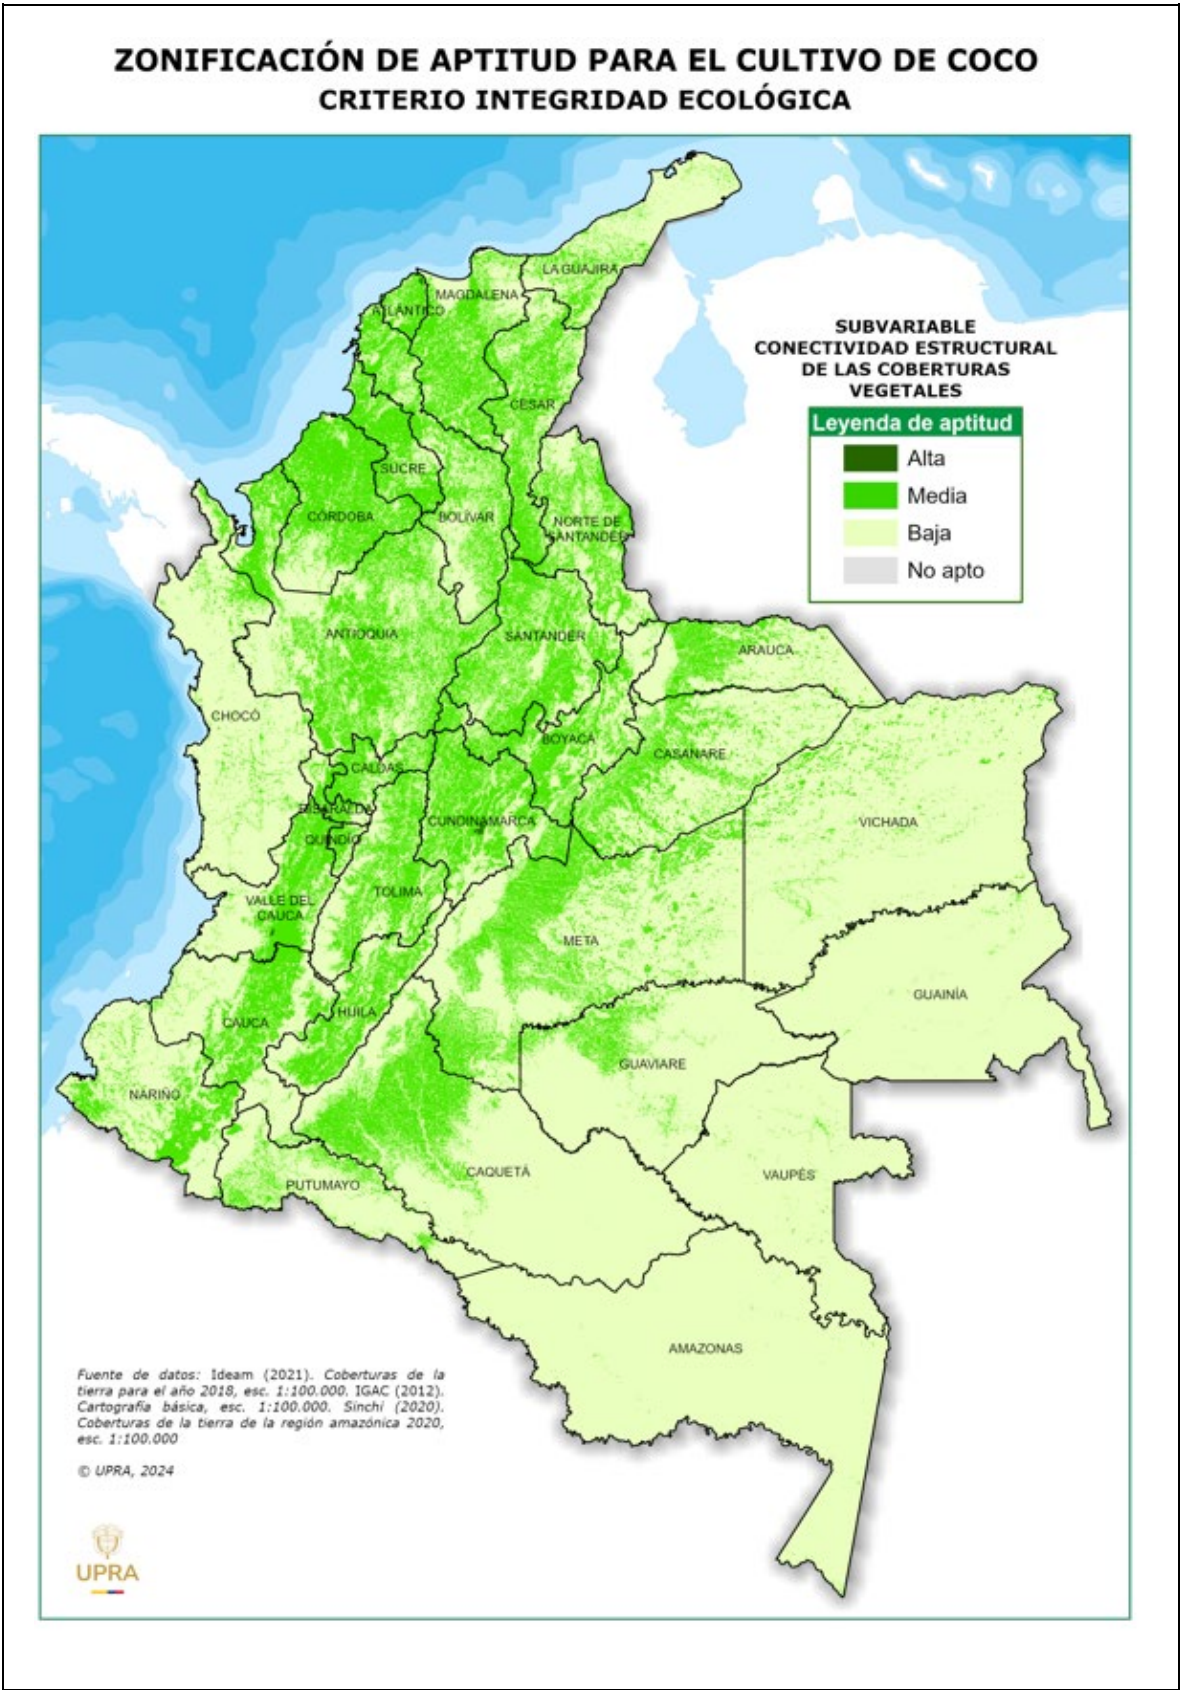 ZONIFICACIÓN DE APTITUD PARA EL CULTIVO DE COCO
CRITERIO INTEGRIDAD ECOLÓGICA
LA GUAJIRA
MAGDALENA
ATLÁNTICO
SUBVARIABLE
CONECTIVIDAD ESTRUCTURAL
DE LAS COBERTURAS
VEGETALES
Leyenda de aptitud
Alta
Media
Baja
No apto
CESAR
SUCRE
CÓRDOBA
BOLÍVAR
NORTE DE
SANTANDER
ANTIOQUIA
SANTANDER
ARAUCA
CHOCÓ
BOYACÁ
CASANARE
CALDAS
RISARALDA
CUNDINAMARCA
VICHADA
QUINDÍO
TOLIMA
VALLE DEL
CAUCA
META
GUAINÍA
HUILA
CAUCA
GUAVIARE
NARIÑO
CAQUETÁ
VAUPÉS
PUTUMAYO
AMAZONAS
Fuente de datos: Ideam (2021). Coberturas de la
tierra para el año 2018, esc. 1:100.000. IGAC (2012).
Cartografía básica, esc. 1:100.000. Sinchi (2020).
Coberturas de la tierra de la región amazónica 2020,
esc. 1:100.000
© UPRA, 2024
UPRA